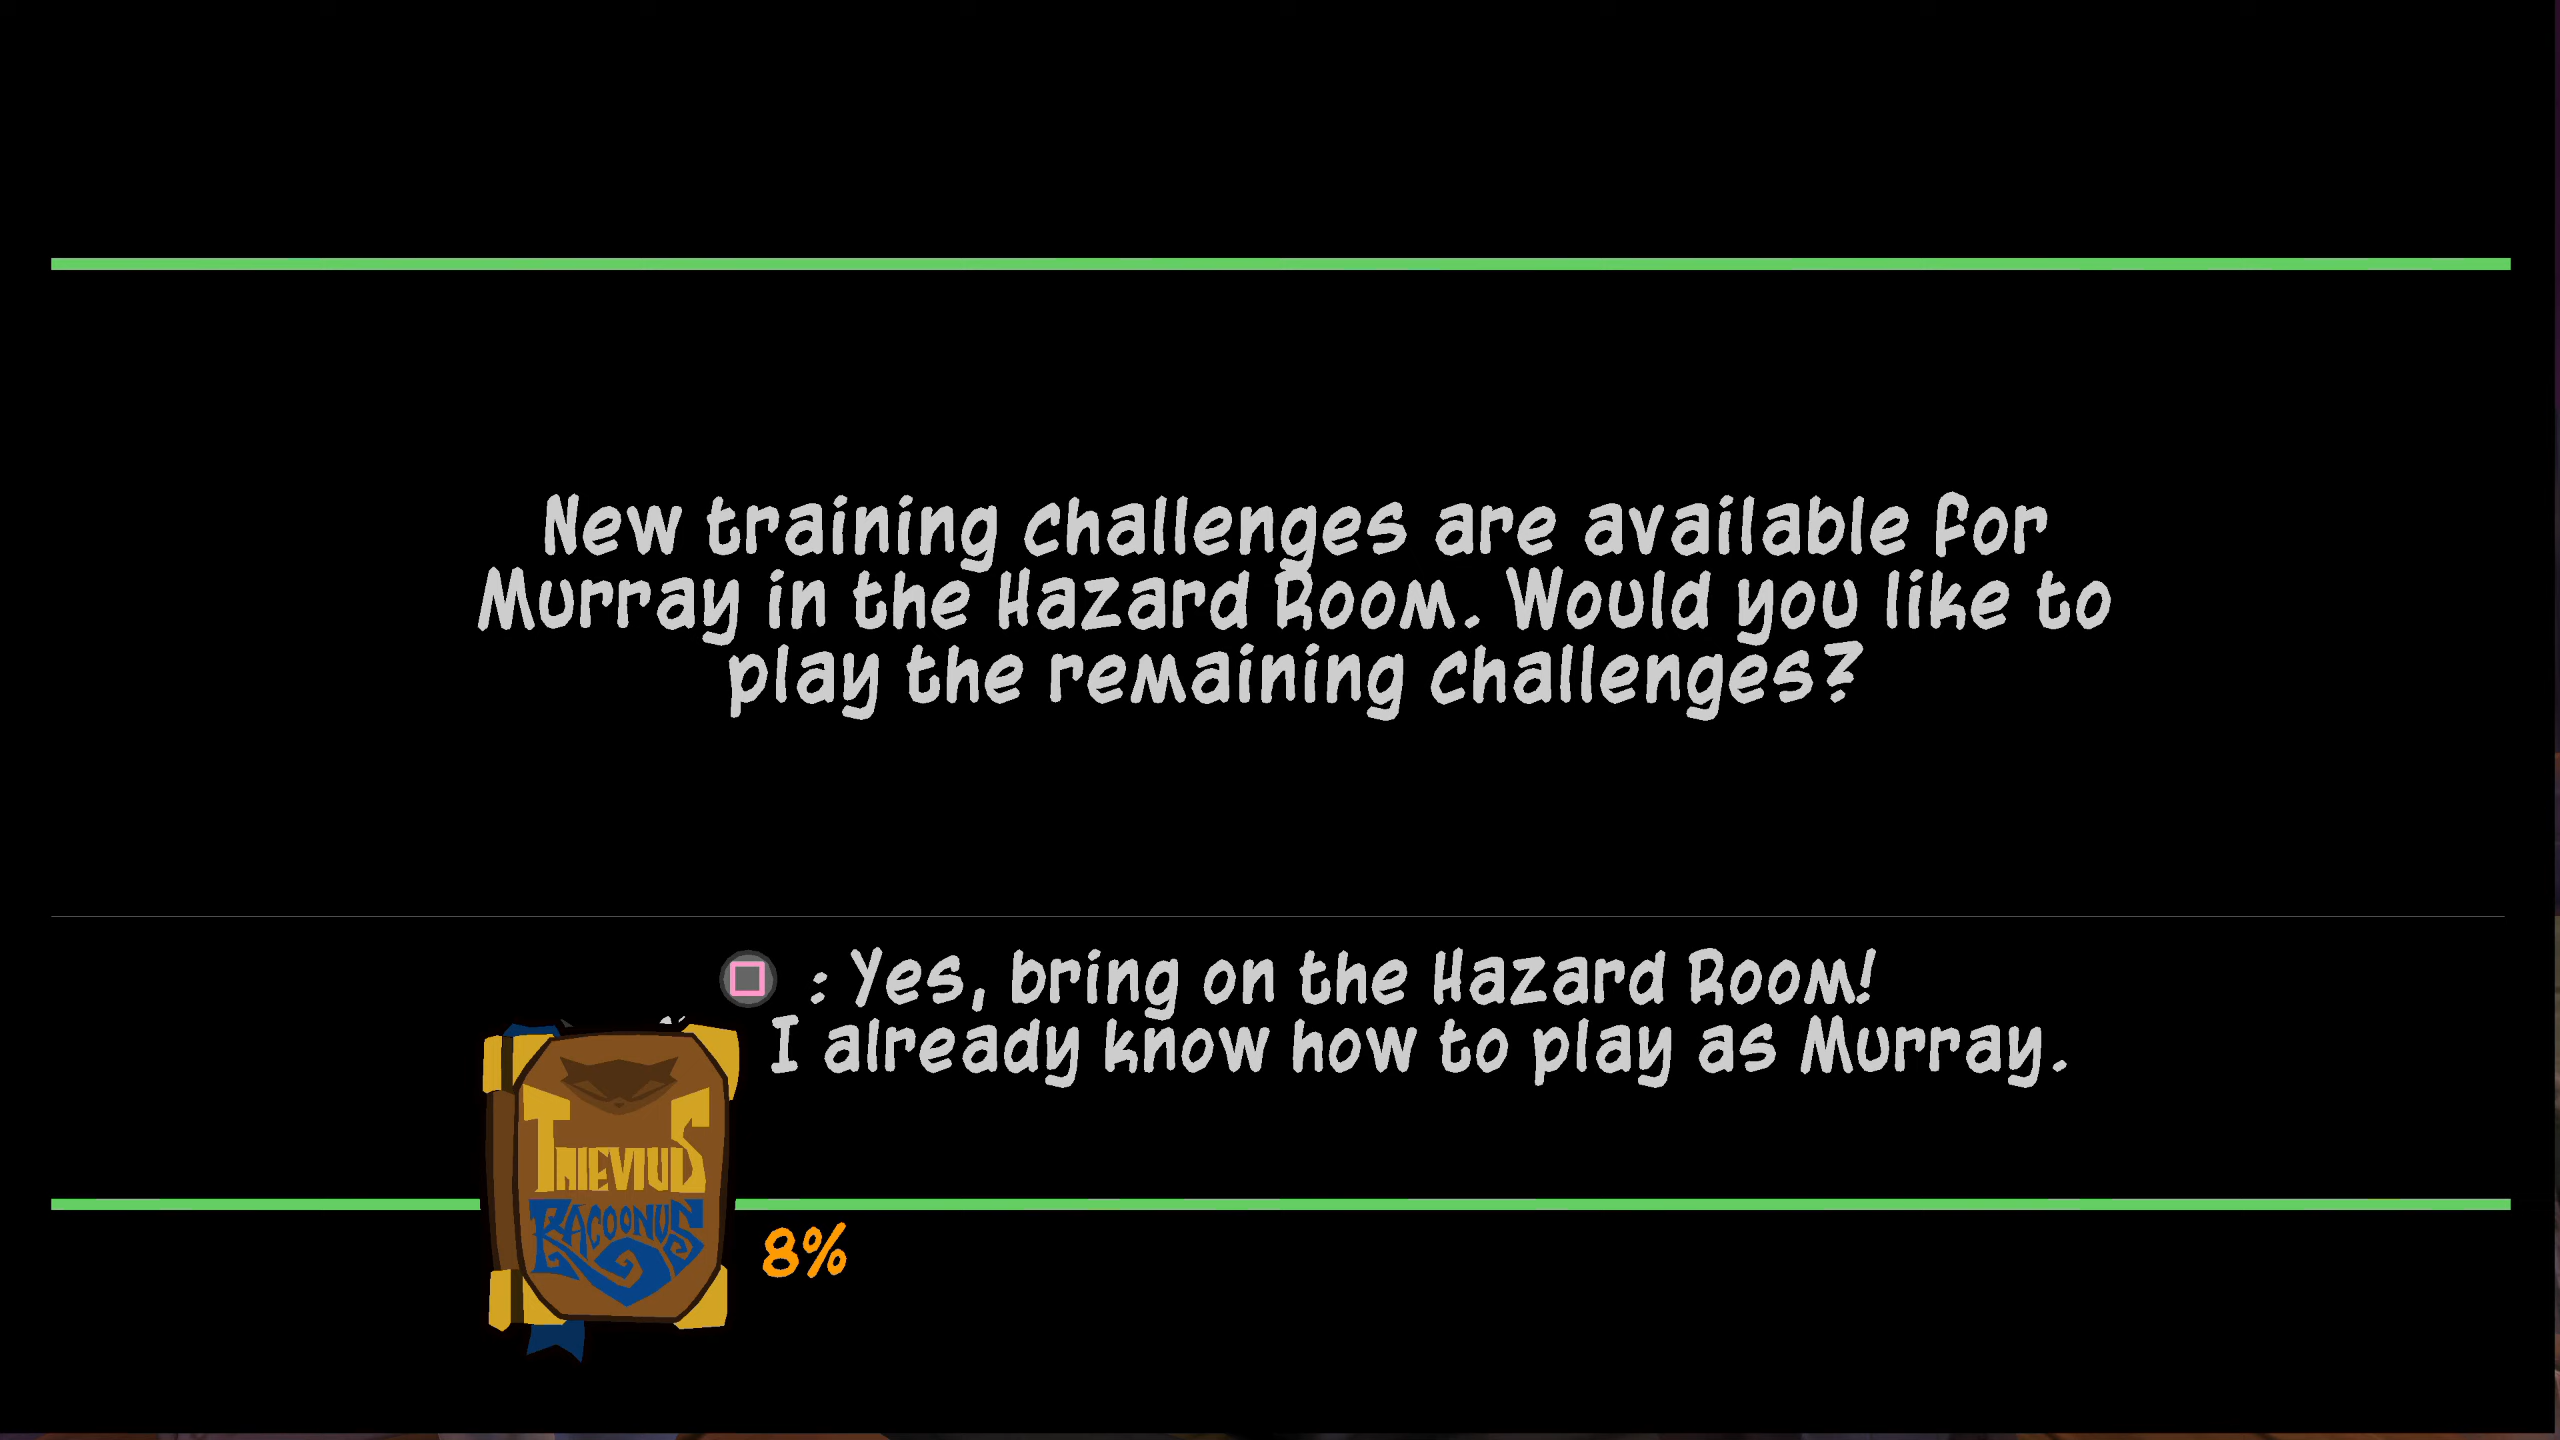 New training challenges are available for
Murray in the Hazard Room. Would you like to
play the remaining challenges?
: Yes, bring on the Hazard Room!
I already know how to play as Murray.
THIEVIUS
RACOONUS
8%